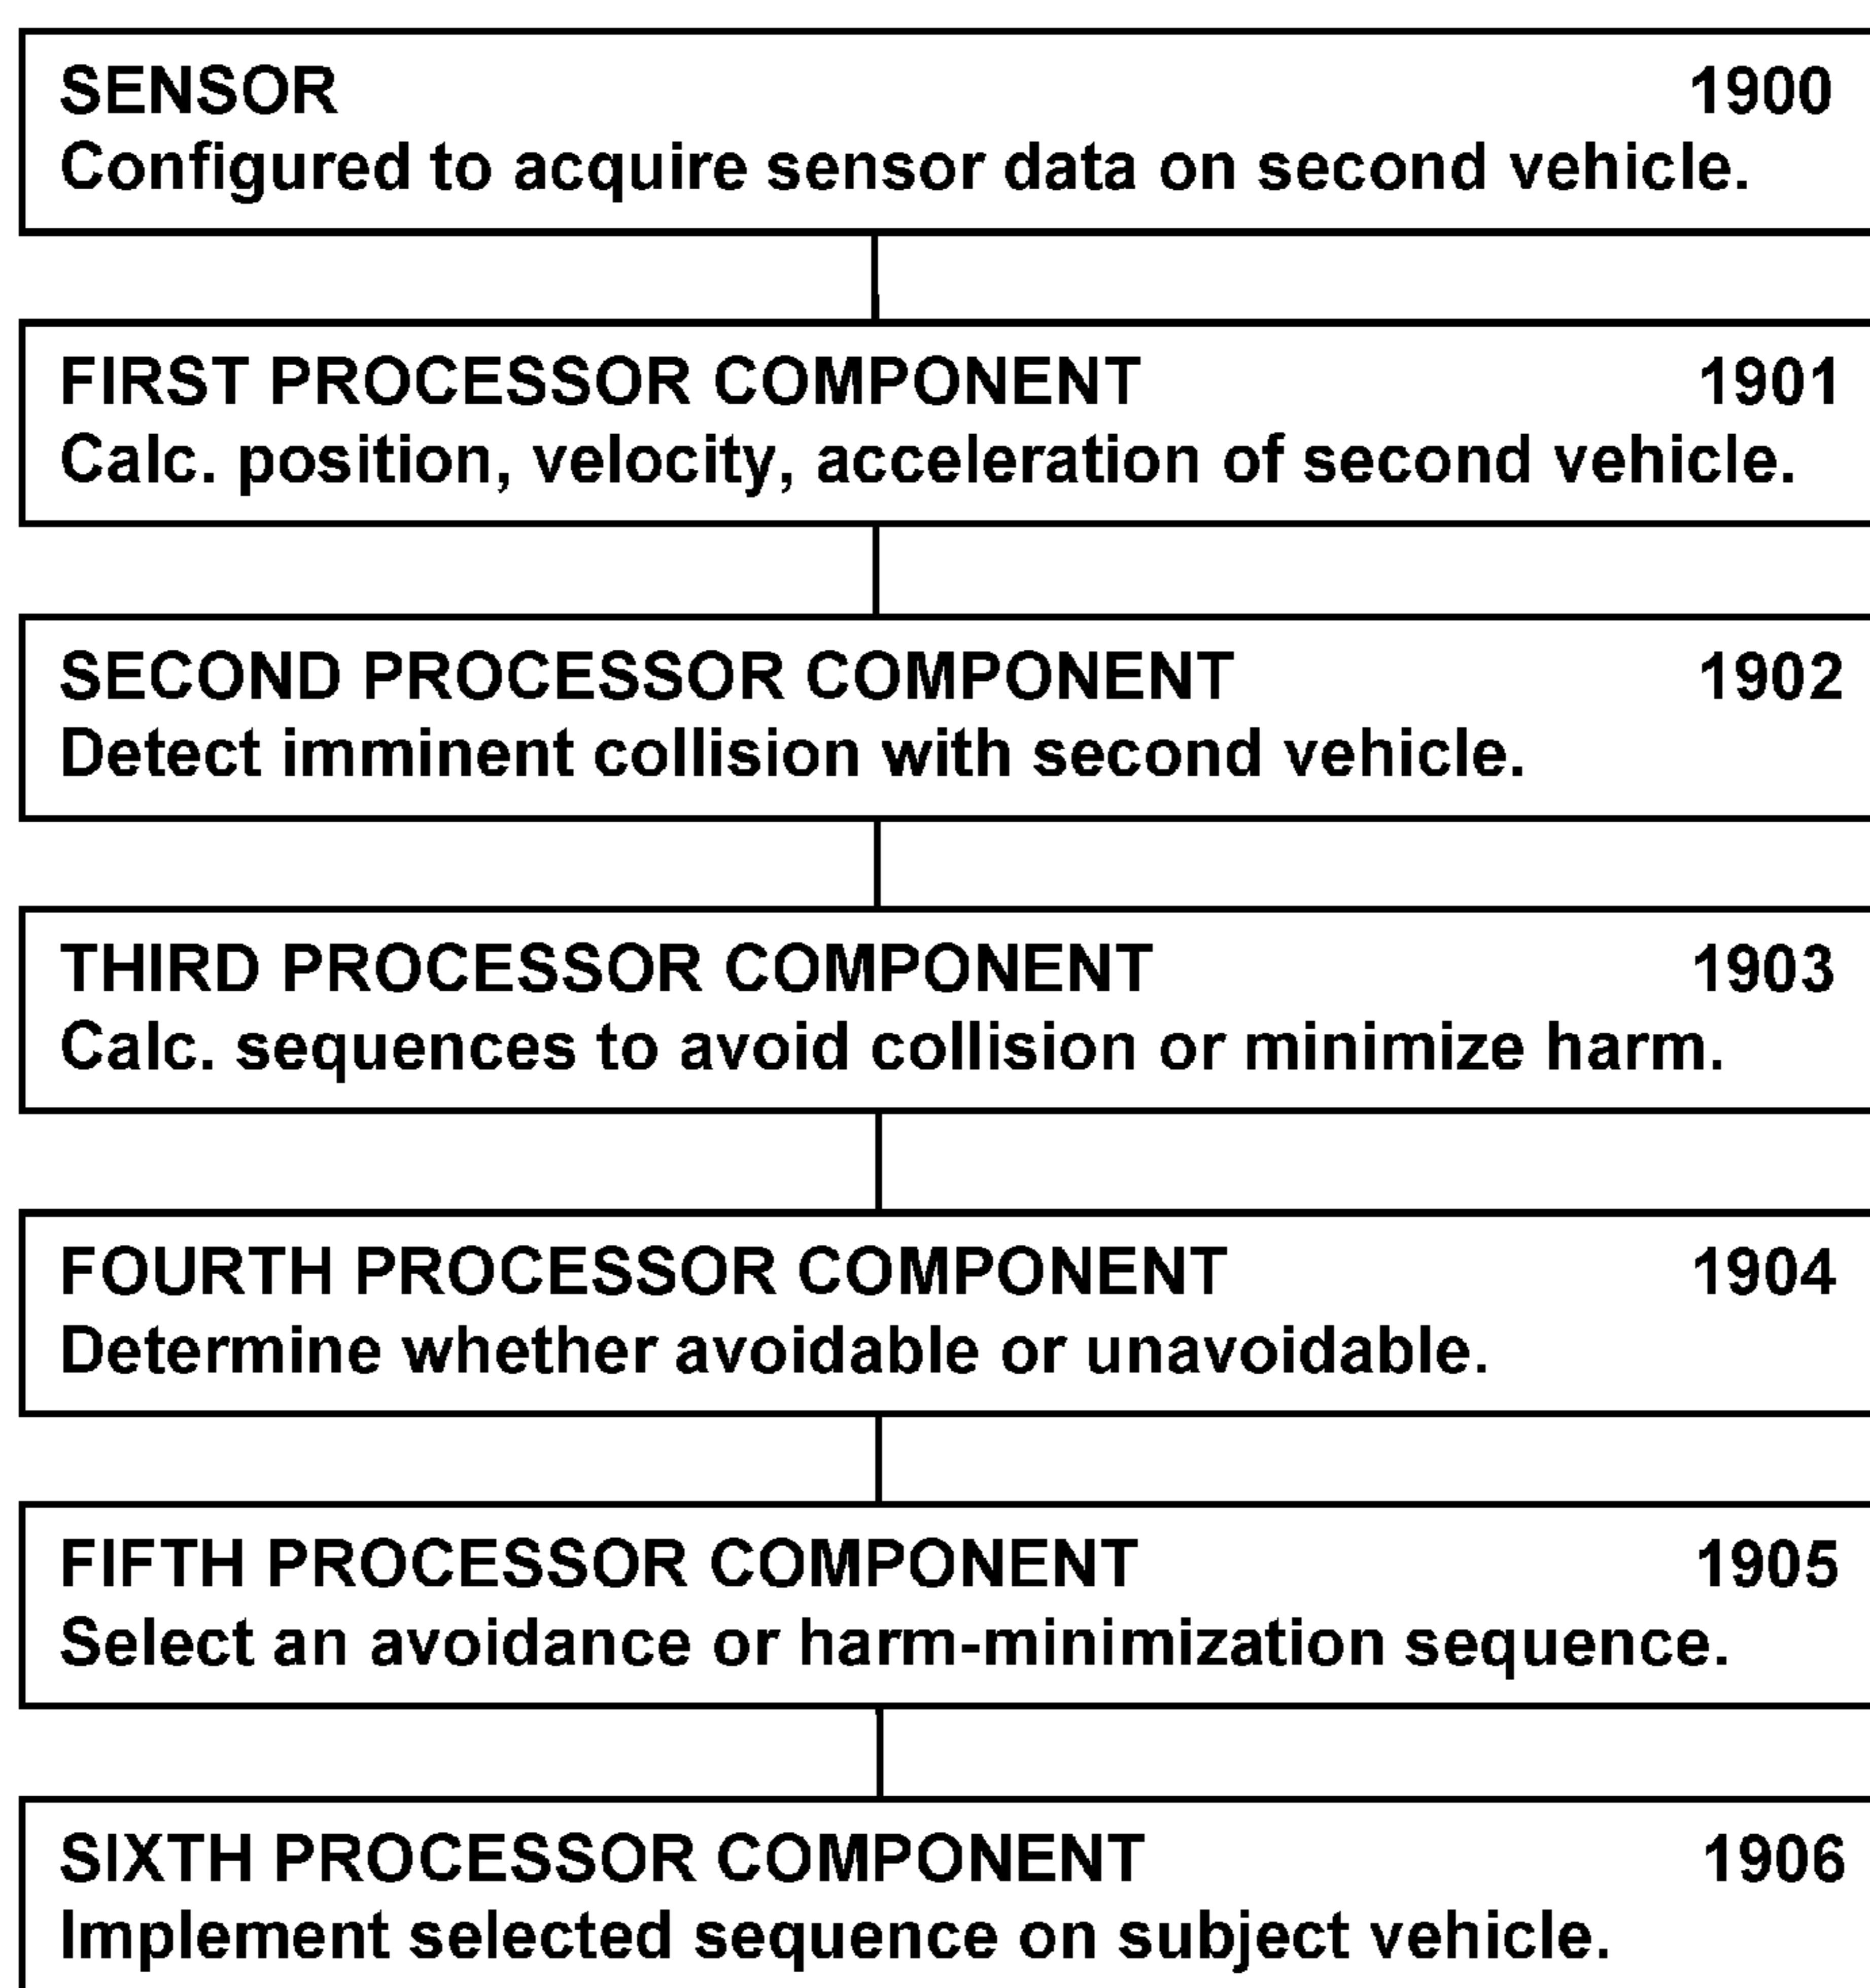 SENSOR 1900
Configured to acquire sensor data on second vehicle.
FIRST PROCESSOR COMPONENT 1901
Calc. position, velocity, acceleration of second vehicle.
SECOND PROCESSOR COMPONENT 1902
Detect imminent collision with second vehicle.
THIRD PROCESSOR COMPONENT 1903
Calc. sequences to avoid collision or minimize harm.
FOURTH PROCESSOR COMPONENT 1904
Determine whether avoidable or unavoidable.
FIFTH PROCESSOR COMPONENT 1905
Select an avoidance or harm-minimization sequence.
SIXTH PROCESSOR COMPONENT 1906
Implement selected sequence on subject vehicle.